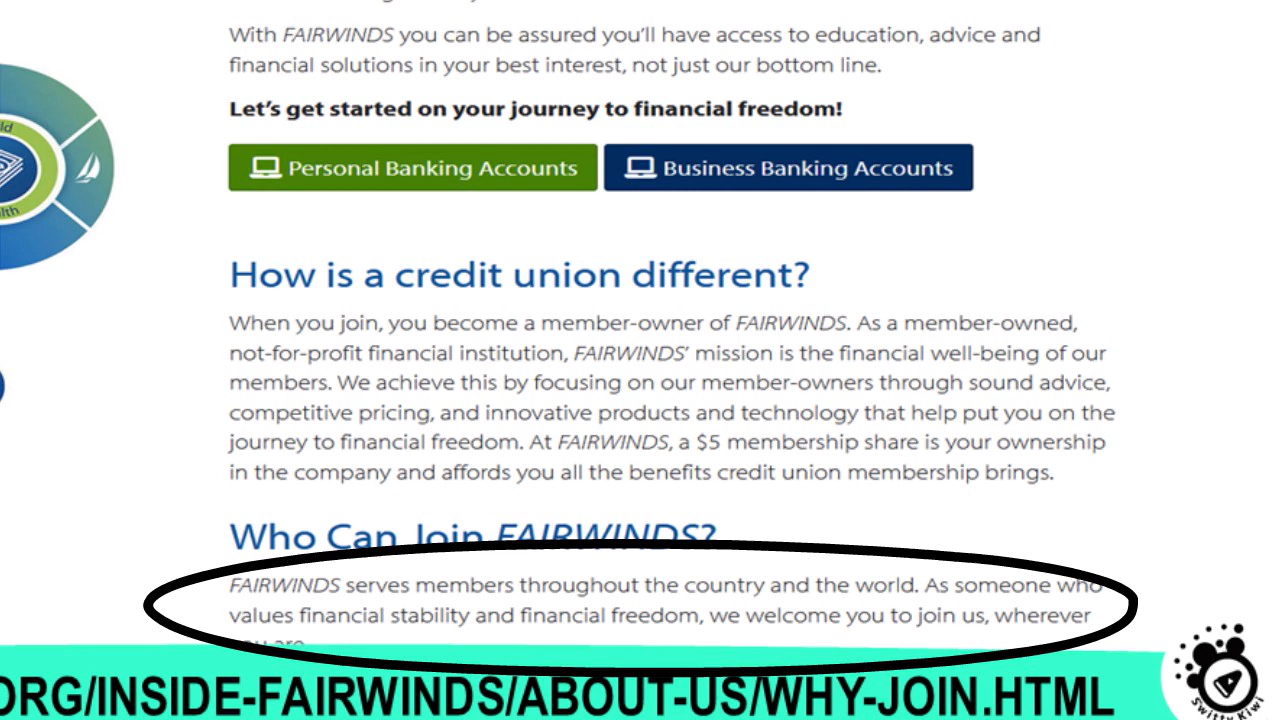 With FAIRWINDS you can be assured you'll have access to education, advice and
financial solutions in your best interest, not just our bottom line.
Let's get started on your journey to financial freedom!
Personal Banking Accounts
Business Banking Accounts
How is a credit union different?
When you join, you become a member-owner of FAIRWINDS. As a member-owned,
not-for-profit financial institution, FAIRWINDS' mission is the financial well-being of our
members. We achieve this by focusing on our member-owners through sound advice,
competitive pricing, and innovative products and technology that help put you on the
journey to financial freedom. At FAIRWINDS, a $5 membership share is your ownership
in the company and affords you all the benefits credit union membership brings.
Who Can Join FAIRWINDS?
FAIRWINDS serves members throughout the country and the world. As someone who
values financial stability and financial freedom, we welcome you to join us, wherever
you are
ORG/INSIDE-FAIRWINDS/ABOUT-US/WHY-JOIN.HTML
Switty Kiwi